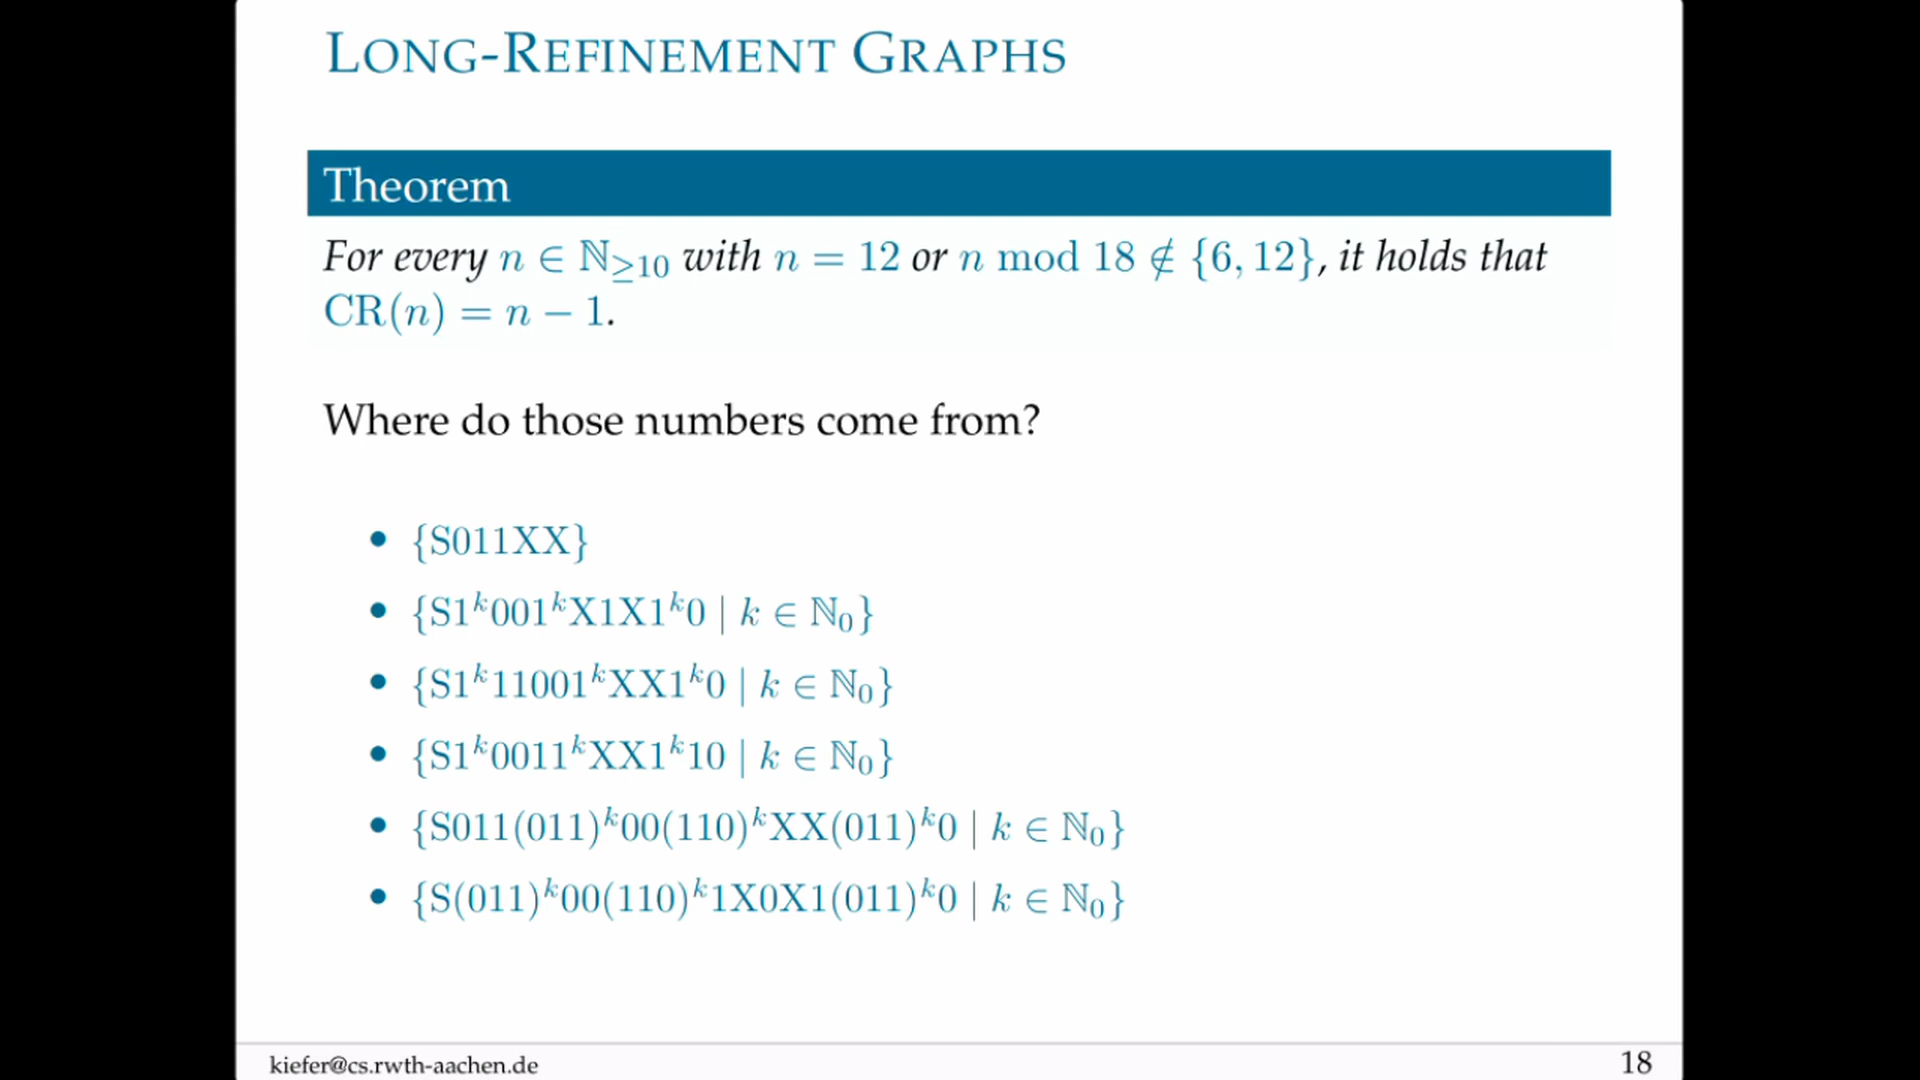 LONG-REFINEMENT GRAPHS
Theorem
For every n ∈ ℕ≥10 with n = 12 or n mod 18 ∉ {6, 12}, it holds that
CR(n) = n − 1.
Where do those numbers come from?
• {S011XX}
• {S1^k001^kX1X1^k0 | k ∈ ℕ₀}
• {S1^k11001^kXX1^k0 | k ∈ ℕ₀}
• {S1^k0011^kXX1^k10 | k ∈ ℕ₀}
• {S011(011)^k00(110)^kXX(011)^k0 | k ∈ ℕ₀}
• {S(011)^k00(110)^k1X0X1(011)^k0 | k ∈ ℕ₀}
kiefer@cs.rwth-aachen.de
18